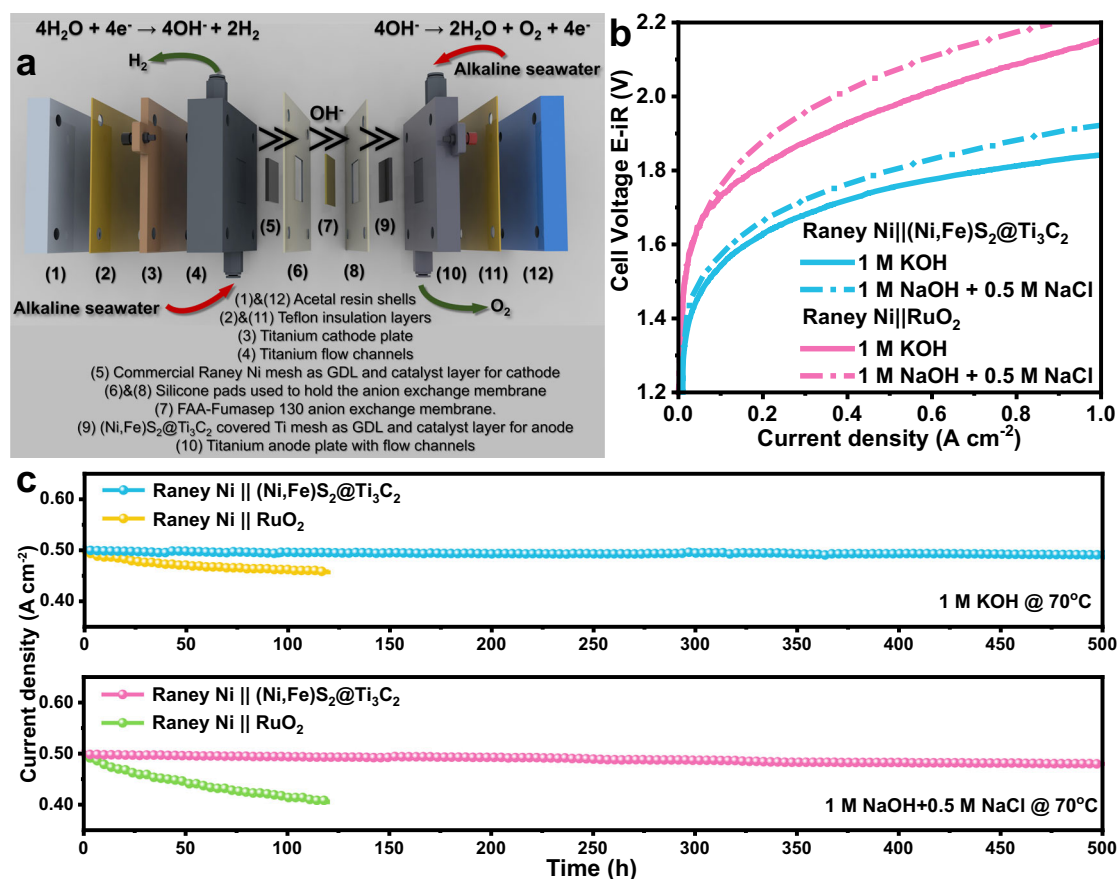 4H₂O + 4e⁻ → 4OH⁻ + 2H₂
4OH⁻ → 2H₂O + O₂ + 4e⁻
a
H₂
Alkaline seawater
OH⁻
(1)
(2)
(3)
(4)
(5)
(6)
(7)
(8)
(9)
(10)
(11)
(12)
Alkaline seawater
O₂
(1)&(12) Acetal resin shells
(2)&(11) Teflon insulation layers
(3) Titanium cathode plate
(4) Titanium flow channels
(5) Commercial Raney Ni mesh as GDL and catalyst layer for cathode
(6)&(8) Silicone pads used to hold the anion exchange membrane
(7) FAA-Fumasep 130 anion exchange membrane.
(9) (Ni,Fe)S₂@Ti₃C₂ covered Ti mesh as GDL and catalyst layer for anode
(10) Titanium anode plate with flow channels
b
Cell Voltage E-iR (V)
2.2
2.0
1.8
1.6
1.4
1.2
Raney Ni||(Ni,Fe)S₂@Ti₃C₂
1 M KOH
1 M NaOH + 0.5 M NaCl
Raney Ni||RuO₂
1 M KOH
1 M NaOH + 0.5 M NaCl
0.0 0.2 0.4 0.6 0.8 1.0
Current density (A cm⁻²)
c
Current density (A cm⁻²)
0.60
0.50
0.40
Raney Ni || (Ni,Fe)S₂@Ti₃C₂
Raney Ni || RuO₂
1 M KOH @ 70°C
0 50 100 150 200 250 300 350 400 450 500
0.60
0.50
0.40
Raney Ni || (Ni,Fe)S₂@Ti₃C₂
Raney Ni || RuO₂
1 M NaOH+0.5 M NaCl @ 70°C
0 50 100 150 200 250 300 350 400 450 500
Time (h)